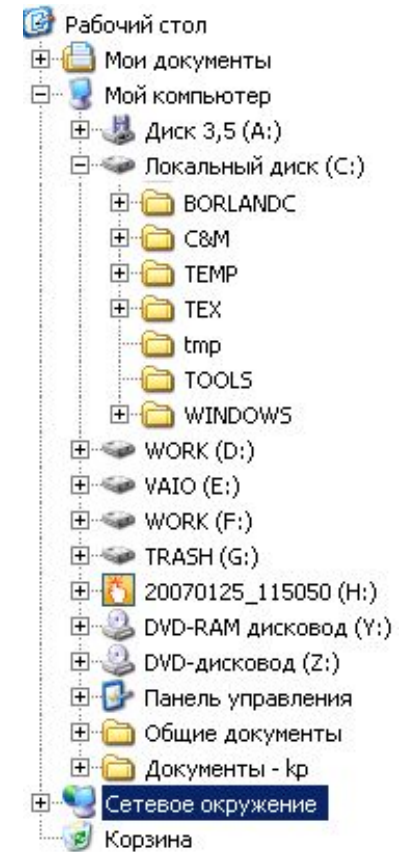 Рабочий стол
Мои документы
Мой компьютер
Диск 3,5 (A:)
Локальный диск (C:)
BORLANDC
C&M
TEMP
TEX
tmp
TOOLS
WINDOWS
WORK (D:)
VAIO (E:)
WORK (F:)
TRASH (G:)
20070125_115050 (H:)
DVD-RAM дисковод (Y:)
DVD-дисковод (Z:)
Панель управления
Общие документы
Документы - kp
Сетевое окружение
Корзина